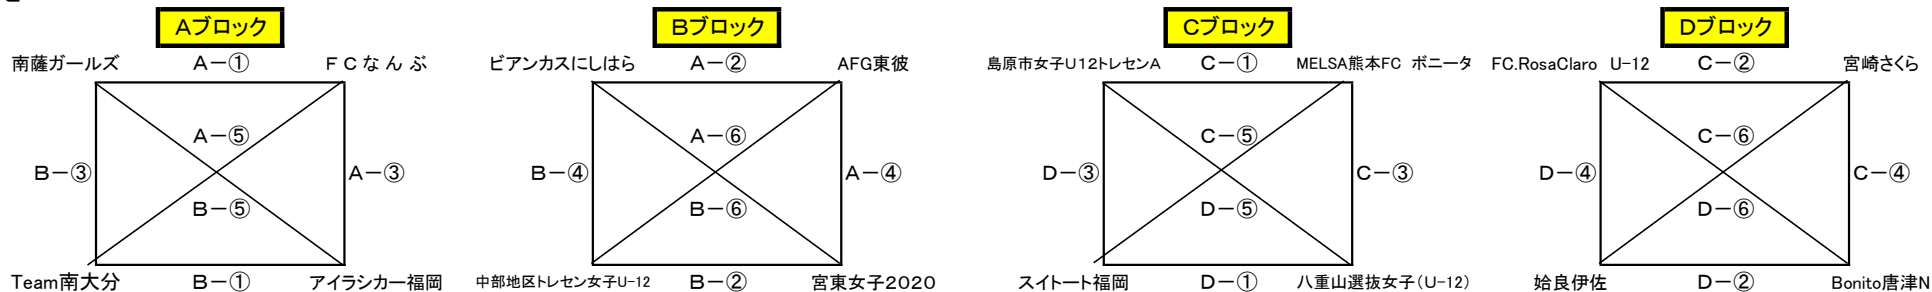 Aブロック Bブロック Cブロック Dブロック
南薩ガールズ A－① FCなんぶ ビアンカスにしはら A－② AFG東彼 島原市女子U12トレセンA C－① MELSA熊本FC ボニータ FC.RosaClaro U-12 C－② 宮崎さくら
A－⑤ A－⑥ C－⑤ C－⑥
B－③ A－③ B－④ A－④ D－③ C－③ D－④ C－④
B－⑤ B－⑥ D－⑤ D－⑥
Team南大分 B－① アイラシカー福岡 中部地区トレセン女子U-12 B－② 宮東女子2020 スイトート福岡 D－① 八重山選抜女子(U-12) 姶良伊佐 D－② Bonito唐津N